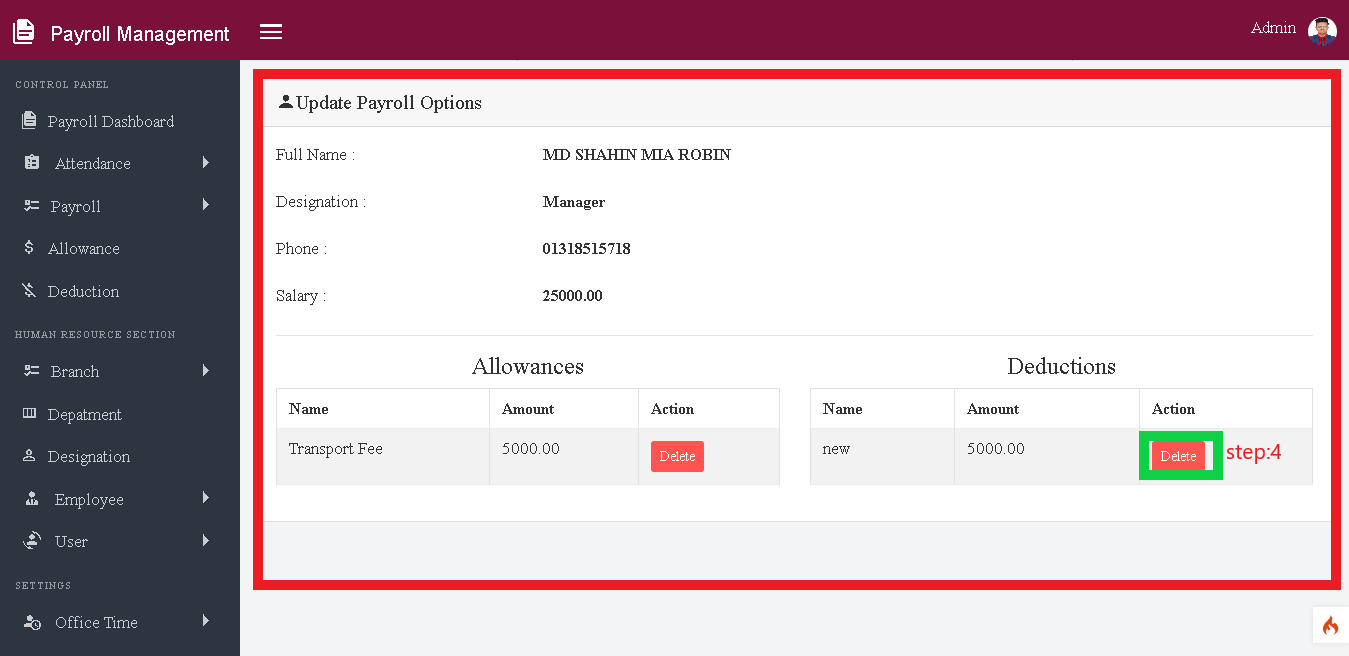 Payroll Management
Admin
CONTROL PANEL
Payroll Dashboard
Attendance
Payroll
Allowance
Deduction
HUMAN RESOURCE SECTION
Branch
Depatment
Designation
Employee
User
SETTINGS
Office Time
Update Payroll Options
Full Name : MD SHAHIN MIA ROBIN
Designation : Manager
Phone : 01318515718
Salary : 25000.00
Allowances
Name Amount Action
Transport Fee 5000.00 Delete
Deductions
Name Amount Action
new 5000.00 Delete step:4